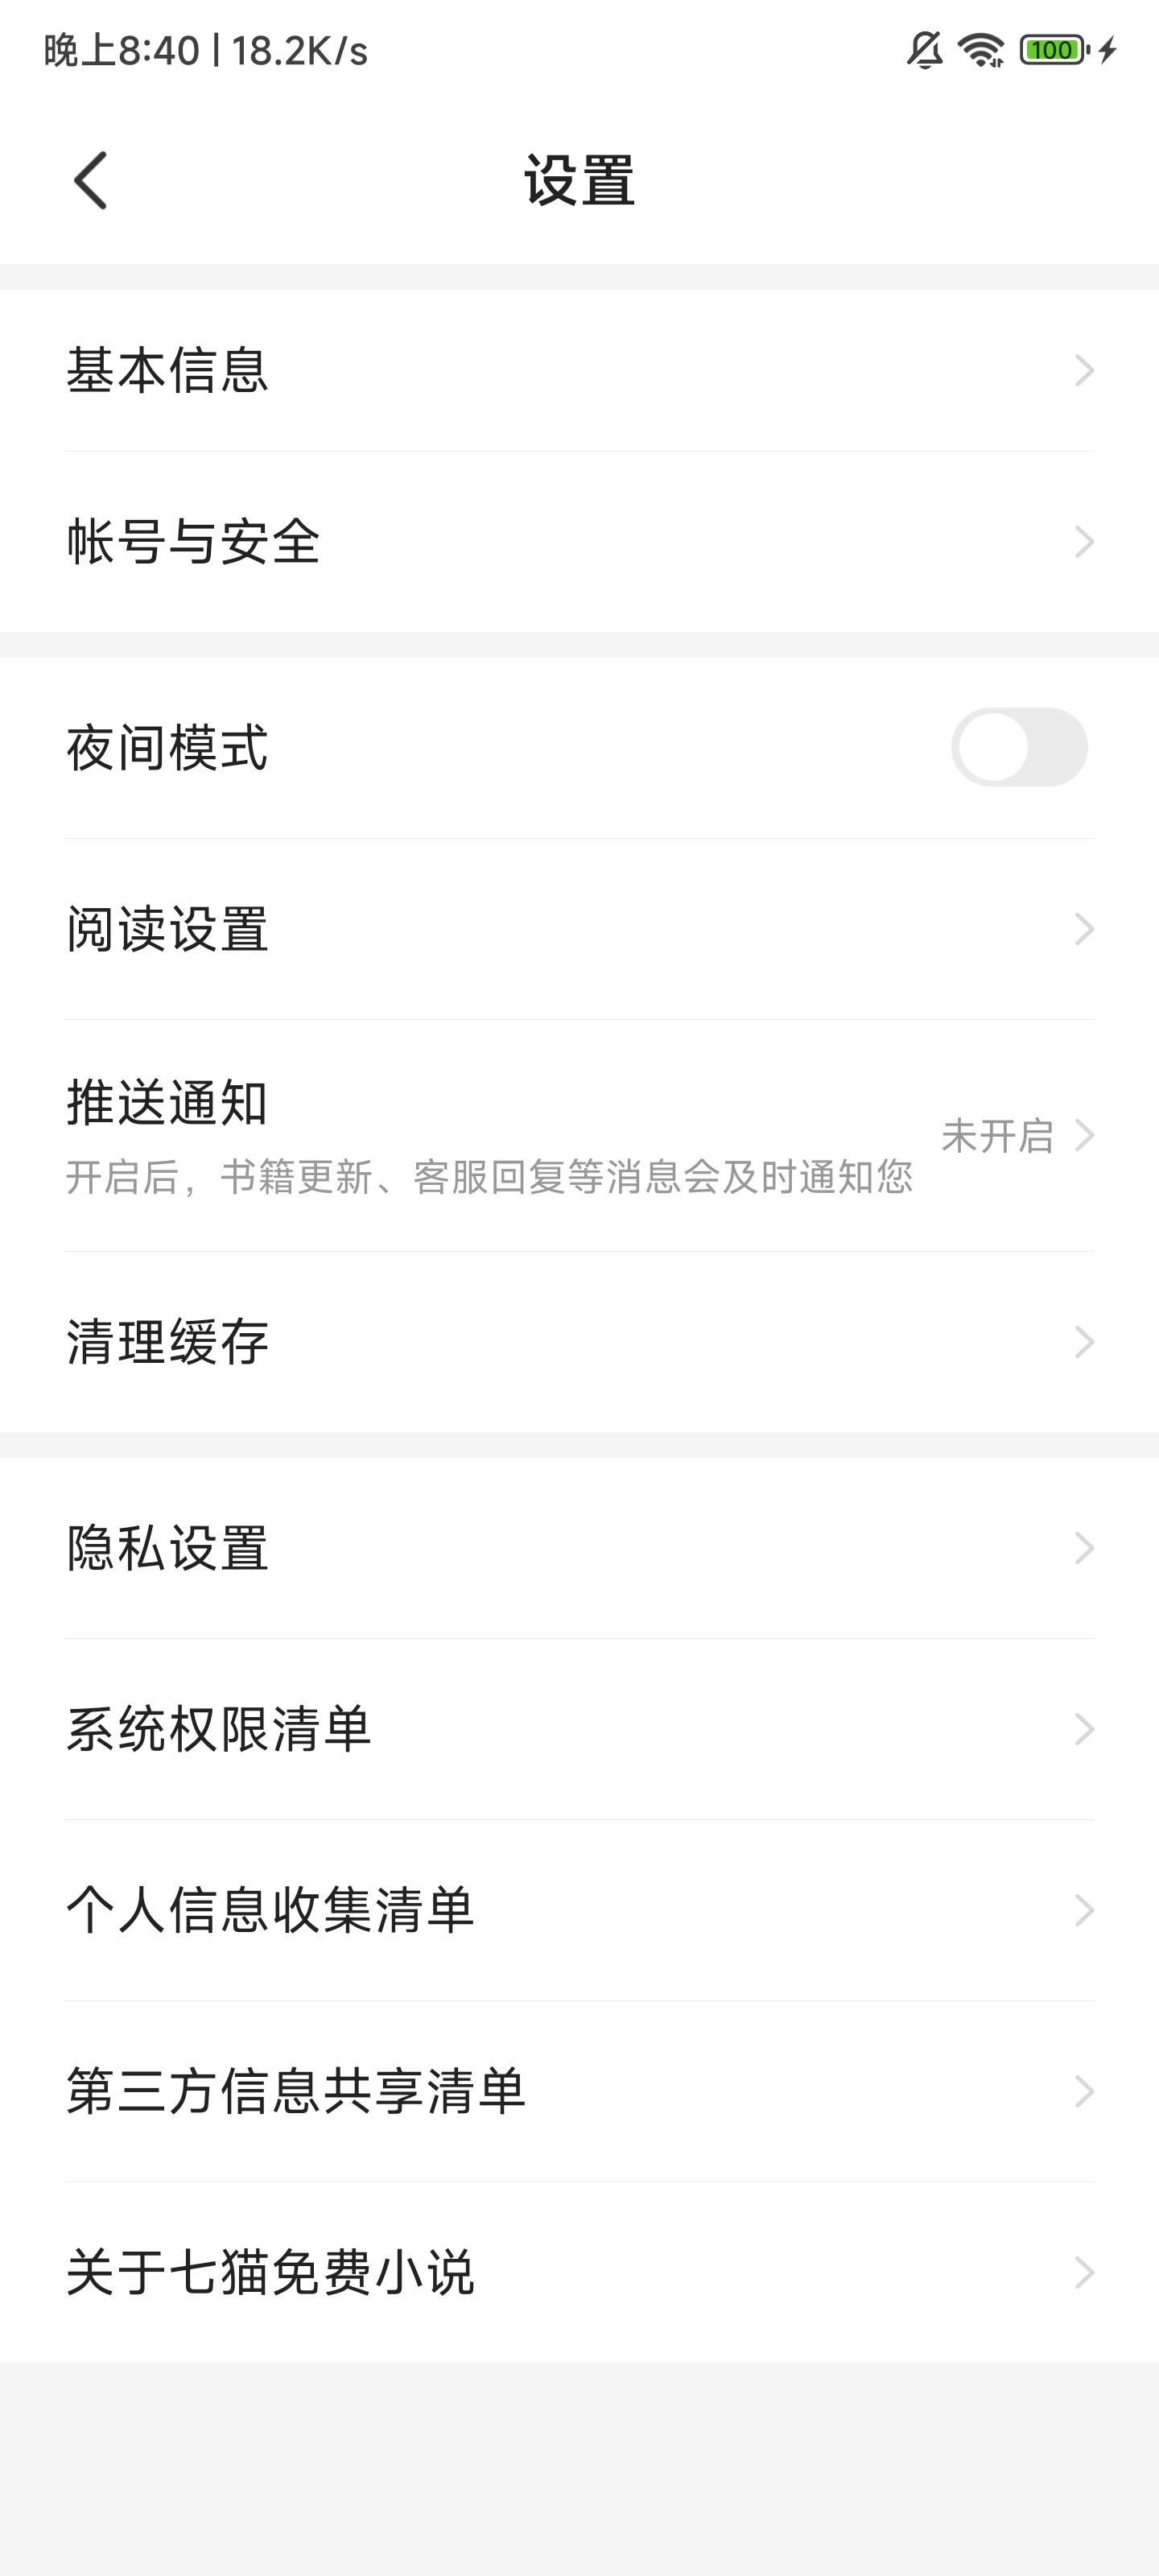 晚上8:40 | 18.2K/s
100
设置
基本信息
帐号与安全
夜间模式
阅读设置
推送通知
未开启
开启后，书籍更新、客服回复等消息会及时通知您
清理缓存
隐私设置
系统权限清单
个人信息收集清单
第三方信息共享清单
关于七猫免费小说